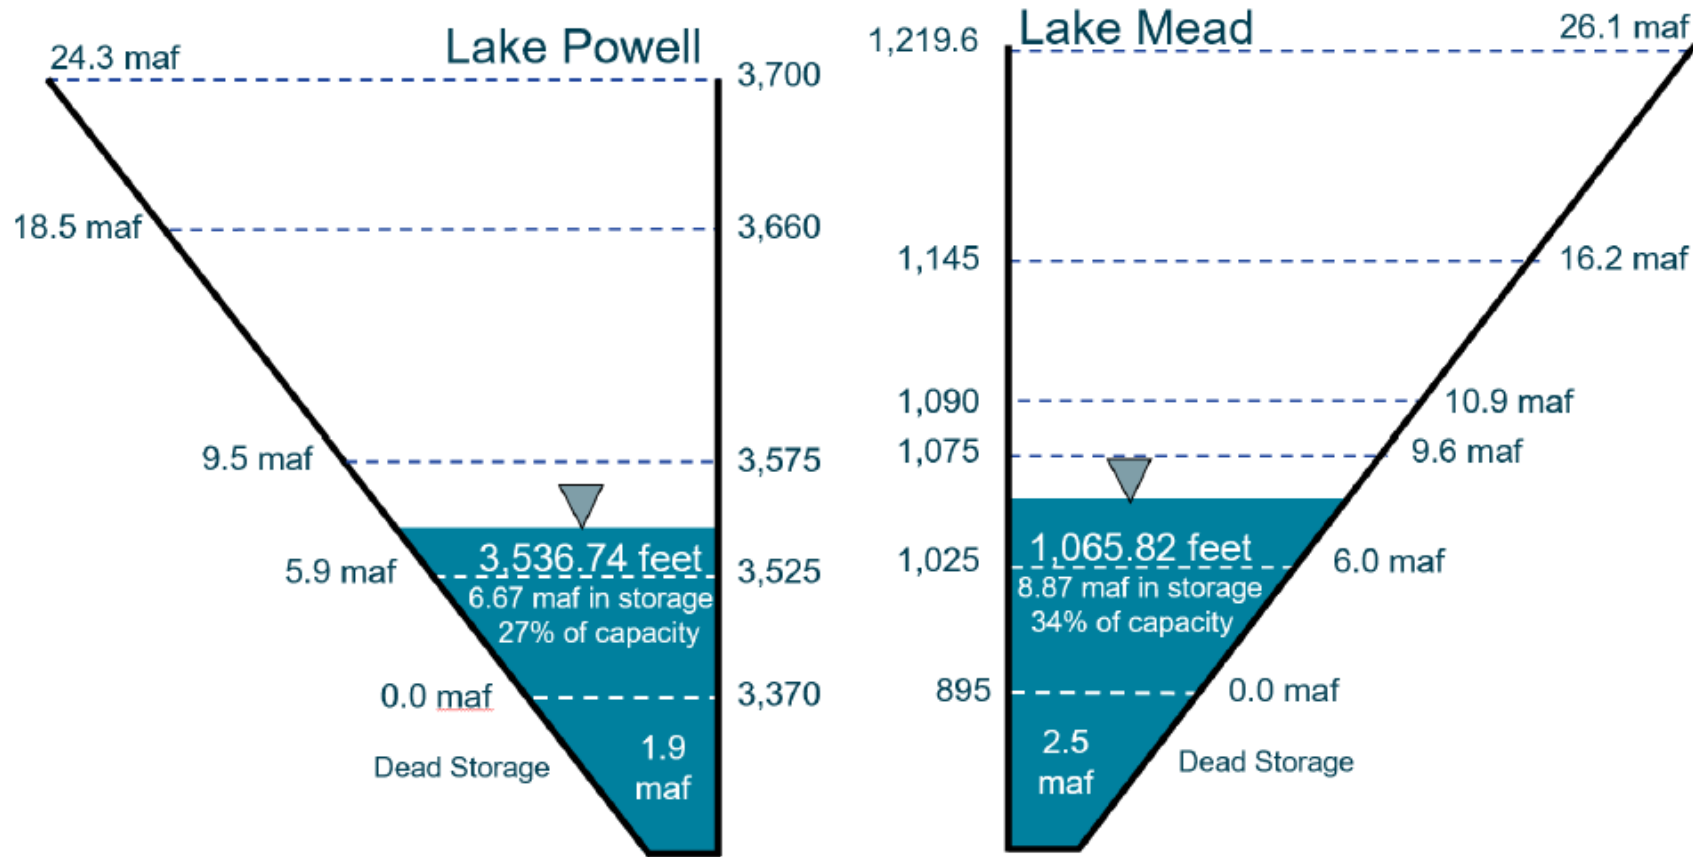 Lake Powell
24.3 maf
3,700
18.5 maf
3,660
9.5 maf
3,575
3,536.74 feet
5.9 maf
3,525
6.67 maf in storage
27% of capacity
0.0 maf
3,370
1.9
maf
Dead Storage
Lake Mead
1,219.6
26.1 maf
1,145
16.2 maf
1,090
10.9 maf
1,075
9.6 maf
1,065.82 feet
1,025
6.0 maf
8.87 maf in storage
34% of capacity
895
0.0 maf
2.5
maf
Dead Storage